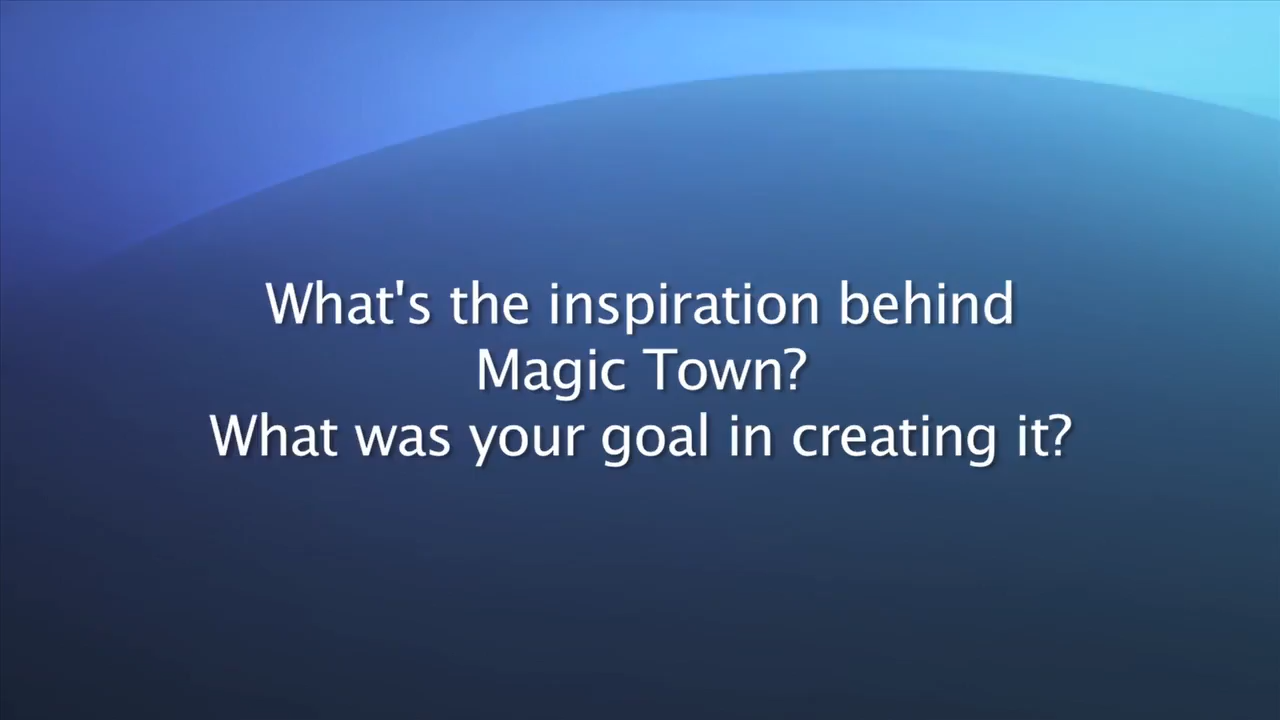 What's the inspiration behind
Magic Town?
What was your goal in creating it?